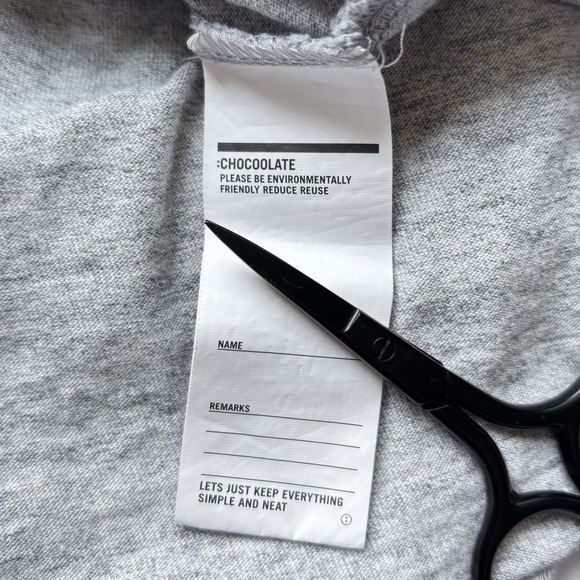 :CHOCOOLATE
PLEASE BE ENVIRONMENTALLY
FRIENDLY REDUCE REUSE
NAME
REMARKS
LETS JUST KEEP EVERYTHING
SIMPLE AND NEAT